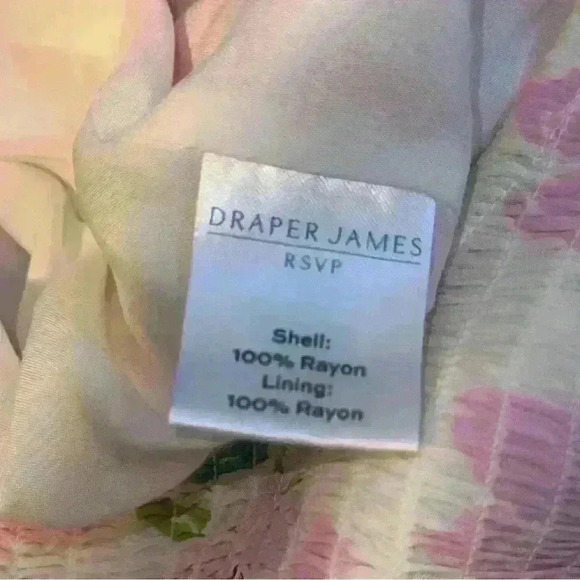 DRAPER JAMES
RSVP
Shell:
100% Rayon
Lining:
100% Rayon